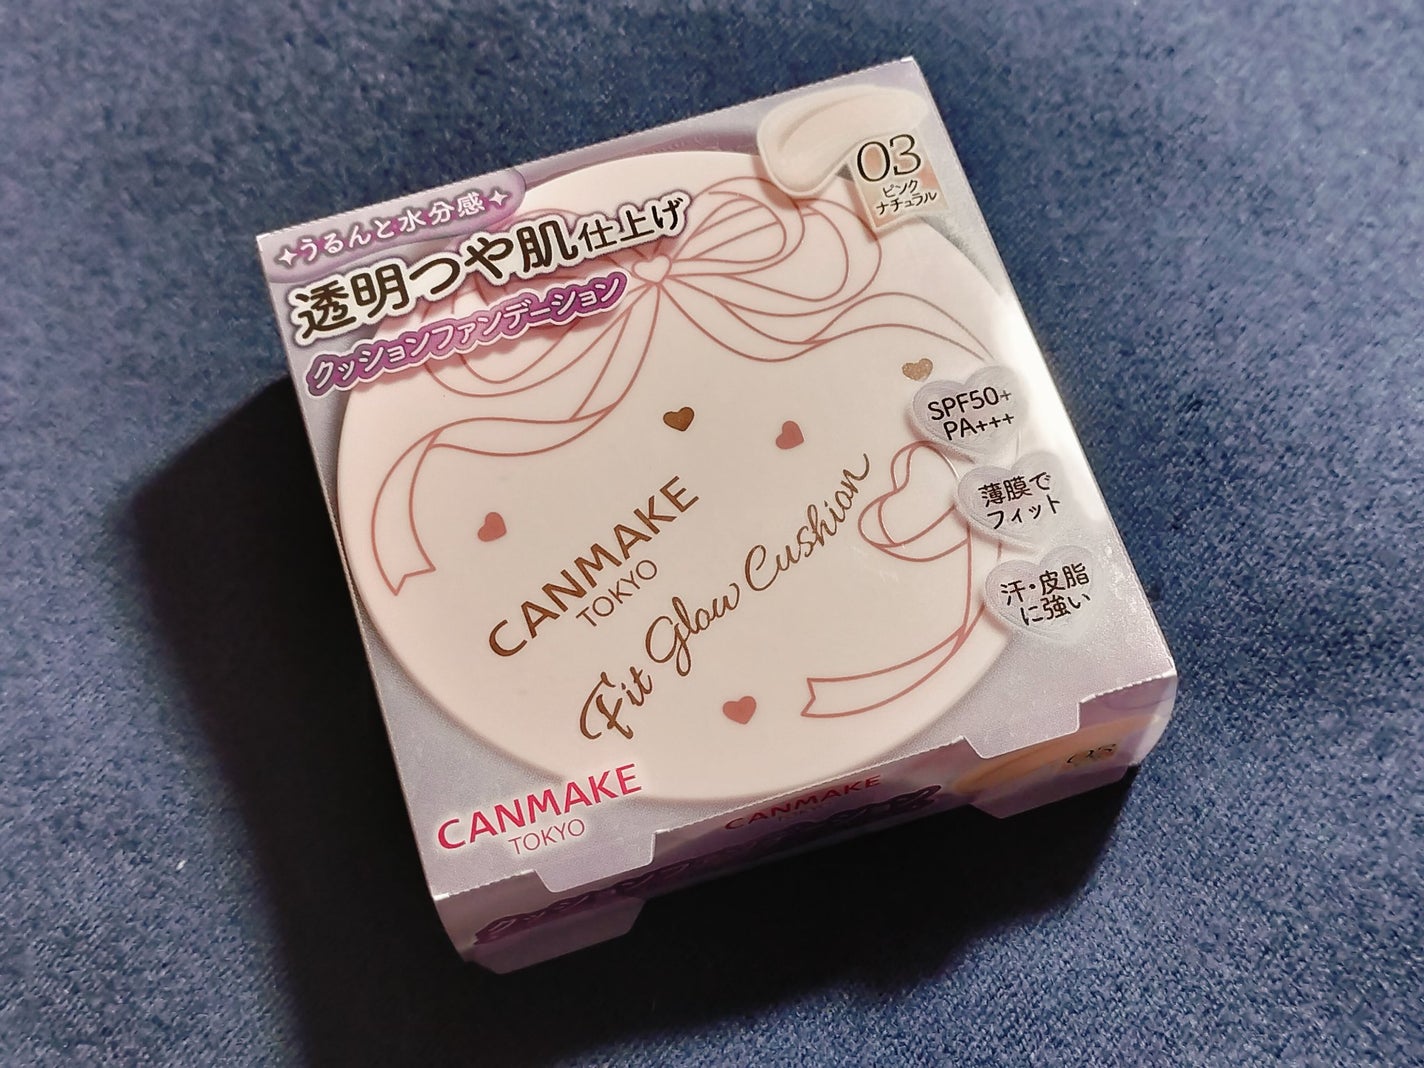 うるんと水分感
透明つや肌仕上げ
クッションファンデーション
03
ピンク
ナチュラル
SPF50+
PA+++
薄膜で
フィット
汗・皮脂
に強い
CANMAKE
TOKYO
Fit Glow Cushion
CANMAKE
TOKYO
CANMAKE
03